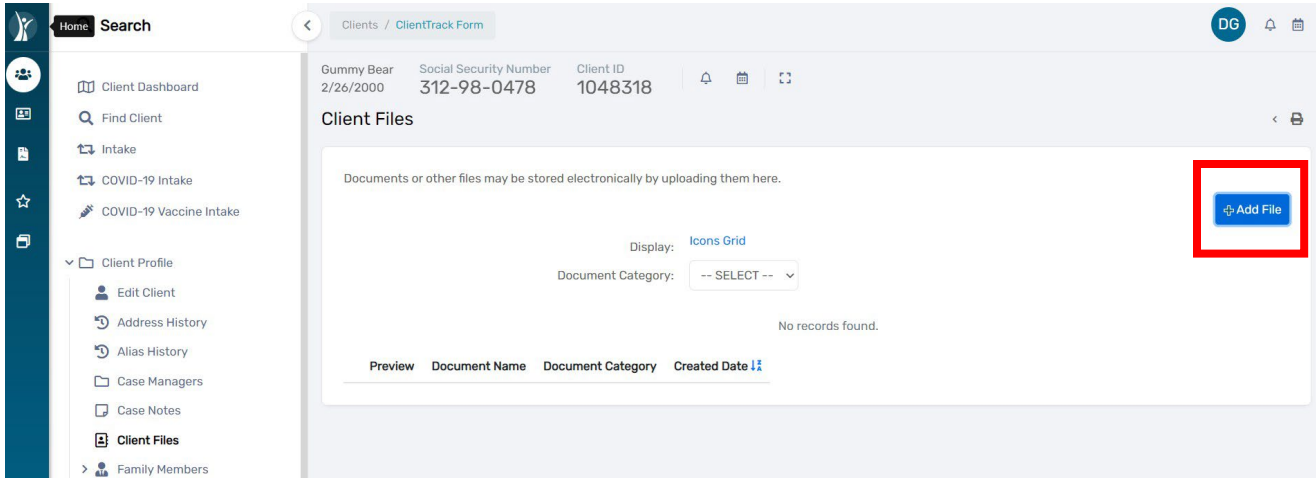 Home
Search
Clients / ClientTrack Form
DG
Gummy Bear
2/26/2000
Social Security Number
312-98-0478
Client ID
1048318
Client Files
Client Dashboard
Find Client
Intake
COVID-19 Intake
COVID-19 Vaccine Intake
Client Profile
Edit Client
Address History
Alias History
Case Managers
Case Notes
Client Files
Family Members
Documents or other files may be stored electronically by uploading them here.
Add File
Display: Icons Grid
Document Category: -- SELECT --
No records found.
Preview Document Name Document Category Created Date